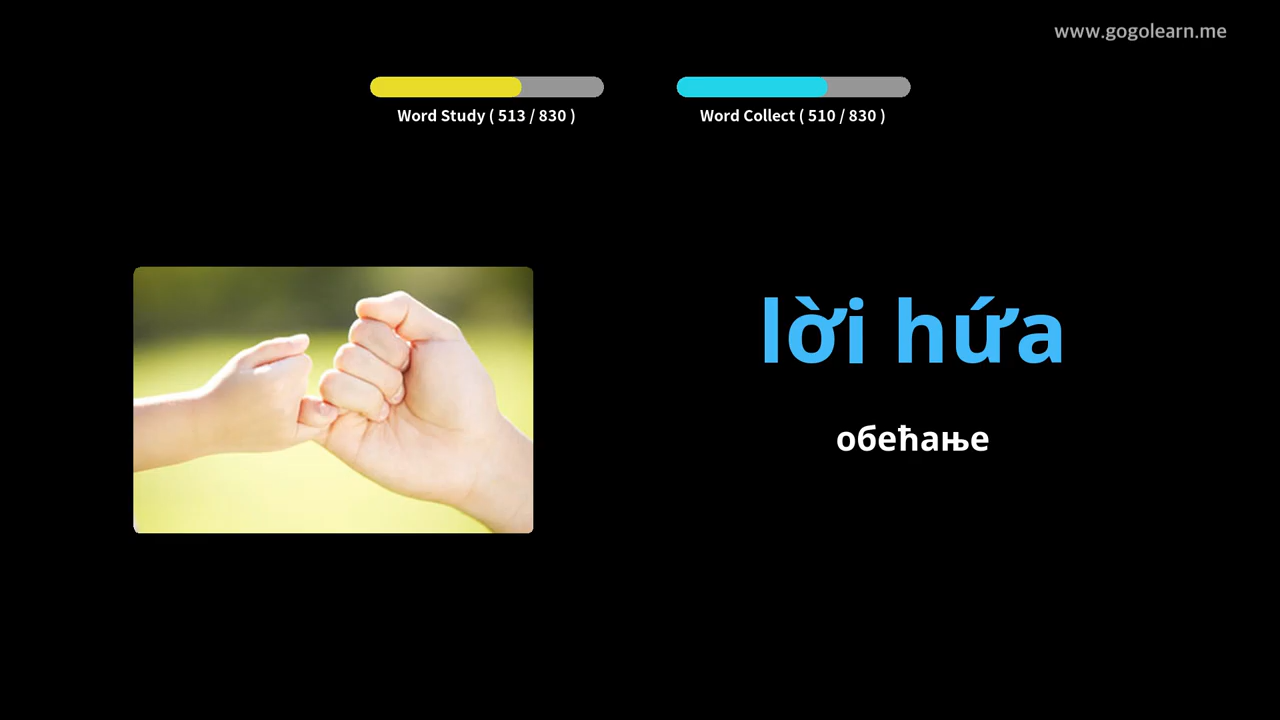 www.gogolearn.me
Word Study ( 513 / 830 )
Word Collect ( 510 / 830 )
lời hứa
обећање